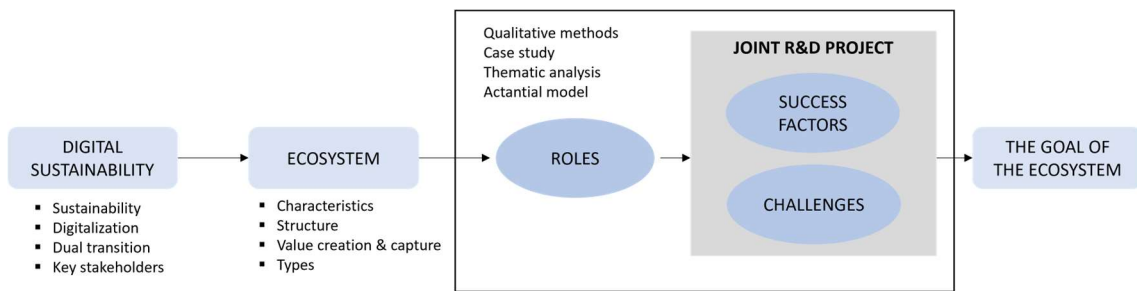 DIGITAL
SUSTAINABILITY
▪ Sustainability
▪ Digitalization
▪ Dual transition
▪ Key stakeholders
ECOSYSTEM
▪ Characteristics
▪ Structure
▪ Value creation & capture
▪ Types
Qualitative methods
Case study
Thematic analysis
Actantial model
ROLES
JOINT R&D PROJECT
SUCCESS
FACTORS
CHALLENGES
THE GOAL OF
THE ECOSYSTEM